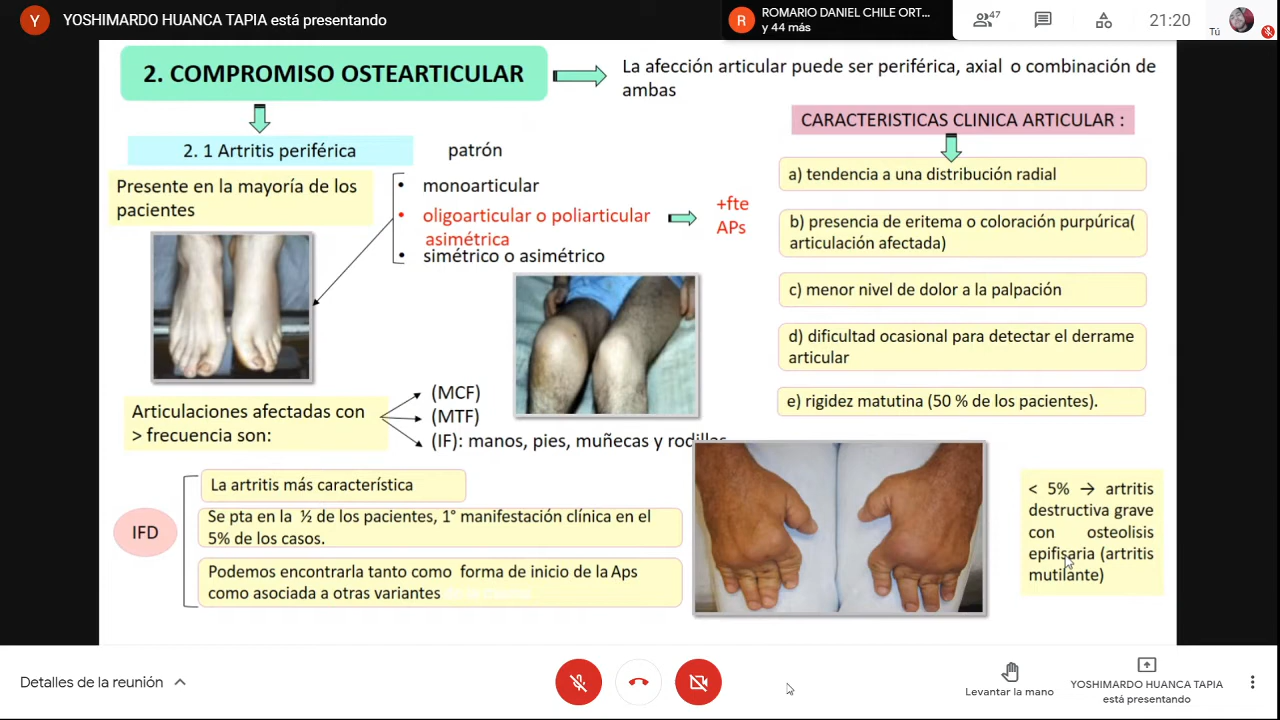 Y
YOSHIMARDO HUANCA TAPIA está presentando
R
ROMARIO DANIEL CHILE ORT...
y 44 más
47
21:20
Tú
2. COMPROMISO OSTEARTICULAR
La afección articular puede ser periférica, axial o combinación de
ambas
2. 1 Artritis periférica
patrón
Presente en la mayoría de los
pacientes
• monoarticular
• oligoarticular o poliarticular
asimétrica
• simétrico o asimétrico
+fte
APs
CARACTERISTICAS CLINICA ARTICULAR :
a) tendencia a una distribución radial
b) presencia de eritema o coloración purpúrica(
articulación afectada)
c) menor nivel de dolor a la palpación
d) dificultad ocasional para detectar el derrame
articular
e) rigidez matutina (50 % de los pacientes).
Articulaciones afectadas con
> frecuencia son:
(MCF)
(MTF)
(IF): manos, pies, muñecas y rodillas
IFD
La artritis más característica
Se pta en la ½ de los pacientes, 1° manifestación clínica en el
5% de los casos.
Podemos encontrarla tanto como forma de inicio de la Aps
como asociada a otras variantes
< 5% → artritis
destructiva grave
con osteolisis
epifisaria (artritis
mutilante)
Detalles de la reunión
Levantar la mano
YOSHIMARDO HUANCA TAPIA
está presentando